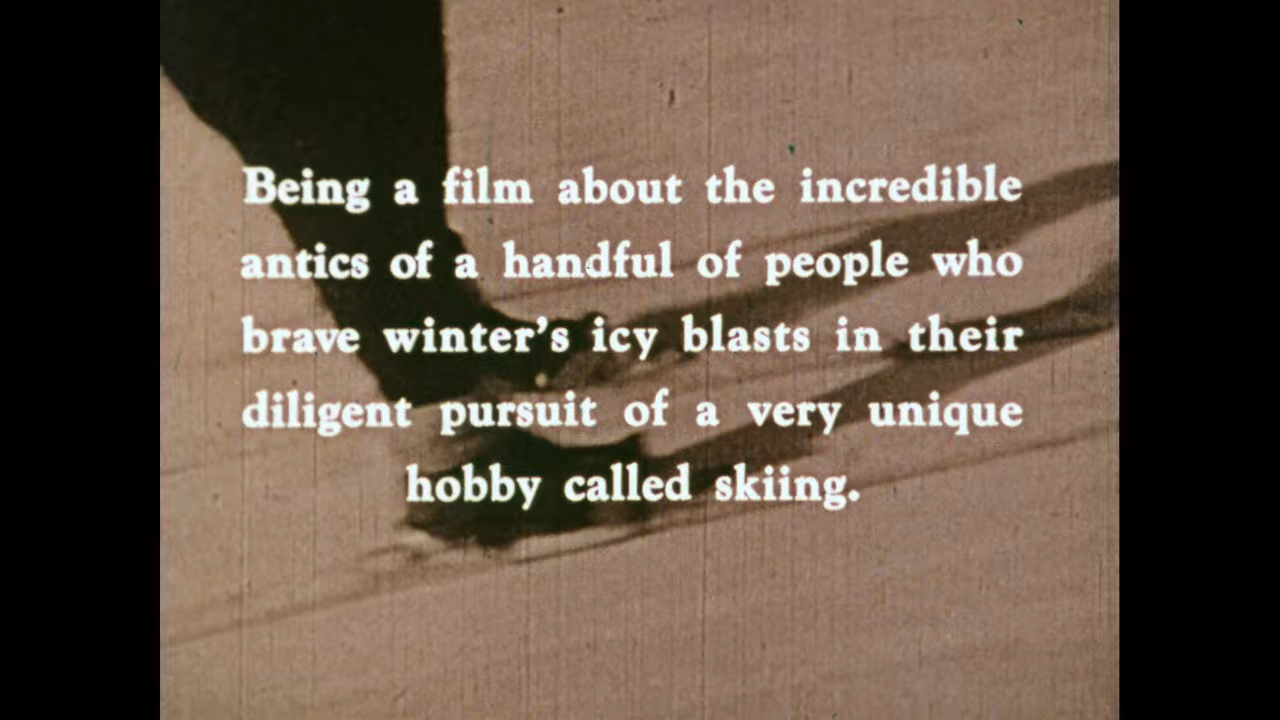 Being a film about the incredible
antics of a handful of people who
brave winter's icy blasts in their
diligent pursuit of a very unique
hobby called skiing.